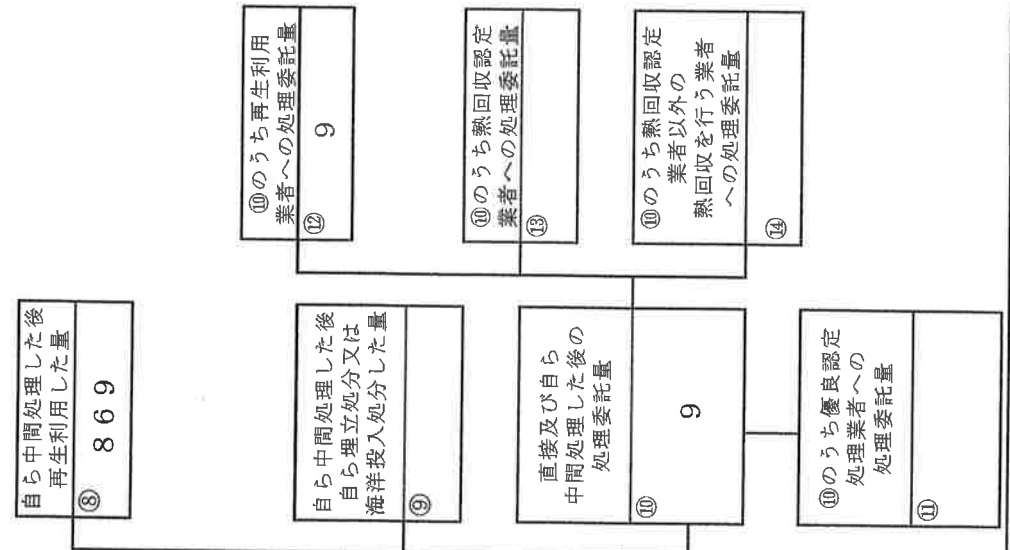 自ら中間処理した後
再生利用した量
⑧
869
自ら中間処理した後
自ら埋立処分又は
海洋投入処分した量
⑨
直接及び自ら
中間処理した後の
処理委託量
⑩
9
⑩のうち優良認定
処理業者への
処理委託量
⑪
⑩のうち再生利用
業者への処理委託量
⑫
9
⑩のうち熱回収認定
業者への処理委託量
⑬
⑩のうち熱回収認定
業者以外の
熱回収を行う業者
への処理委託量
⑭